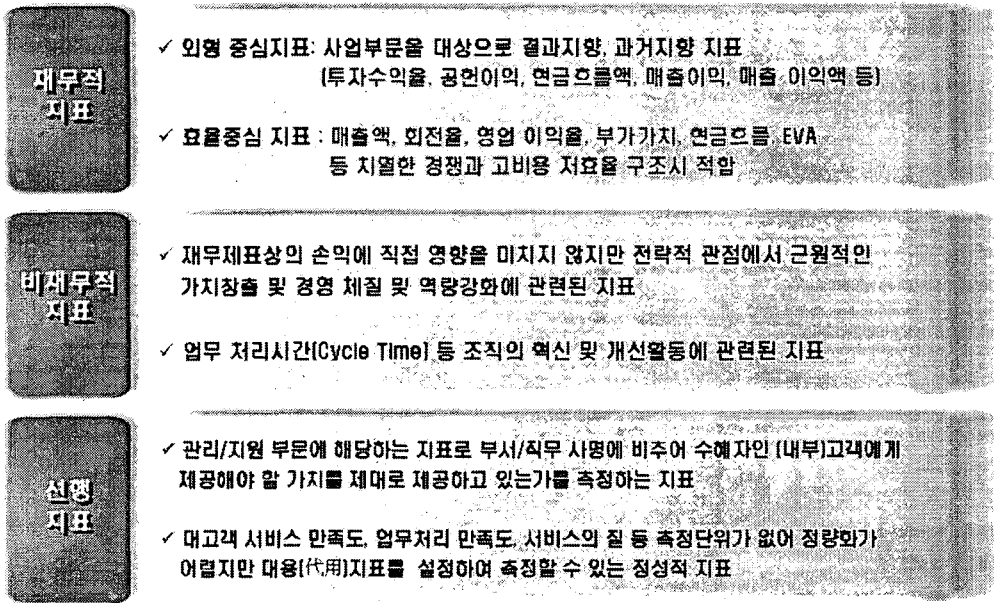 재무적
지표
✓ 외형 중심지표: 사업부문을 대상으로 결과지향, 과거지향 지표
(투자수익율, 공헌이익, 현금흐름액, 매출이익, 매출 이익액 등)
✓ 효율중심 지표 : 매출액, 회전율, 영업 이익율, 부가가치, 현금흐름, EVA
등 치열한 경쟁과 고비용 저효율 구조시 적합
비재무적
지표
✓ 재무제표상의 손익에 직접 영향을 미치지 않지만 전략적 관점에서 근원적인
가치창출 및 경영 체질 및 역량강화에 관련된 지표
✓ 업무 처리시간(Cycle Time) 등 조직의 혁신 및 개선활동에 관련된 지표
선행
지표
✓ 관리/지원 부문에 해당하는 지표로 부서/직무 사명에 비추어 수혜자인 (내부)고객에게
제공해야 할 가치를 제대로 제공하고 있는가를 측정하는 지표
✓ 대고객 서비스 만족도, 업무처리 만족도, 서비스의 질 등 측정단위가 없어 정량화가
어렵지만 대용(代用)지표를 설정하여 측정할 수 있는 정성적 지표